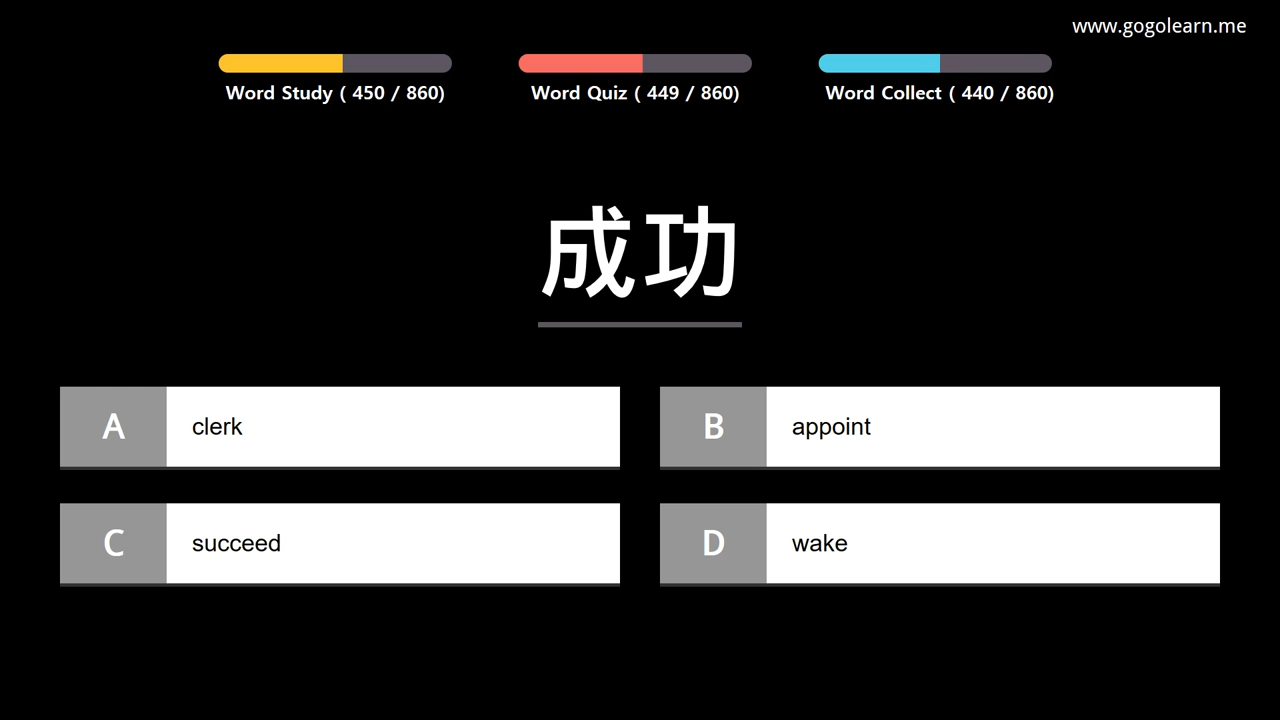 www.gogolearn.me
Word Study ( 450 / 860)
Word Quiz ( 449 / 860)
Word Collect ( 440 / 860)
成功
A clerk
B appoint
C succeed
D wake